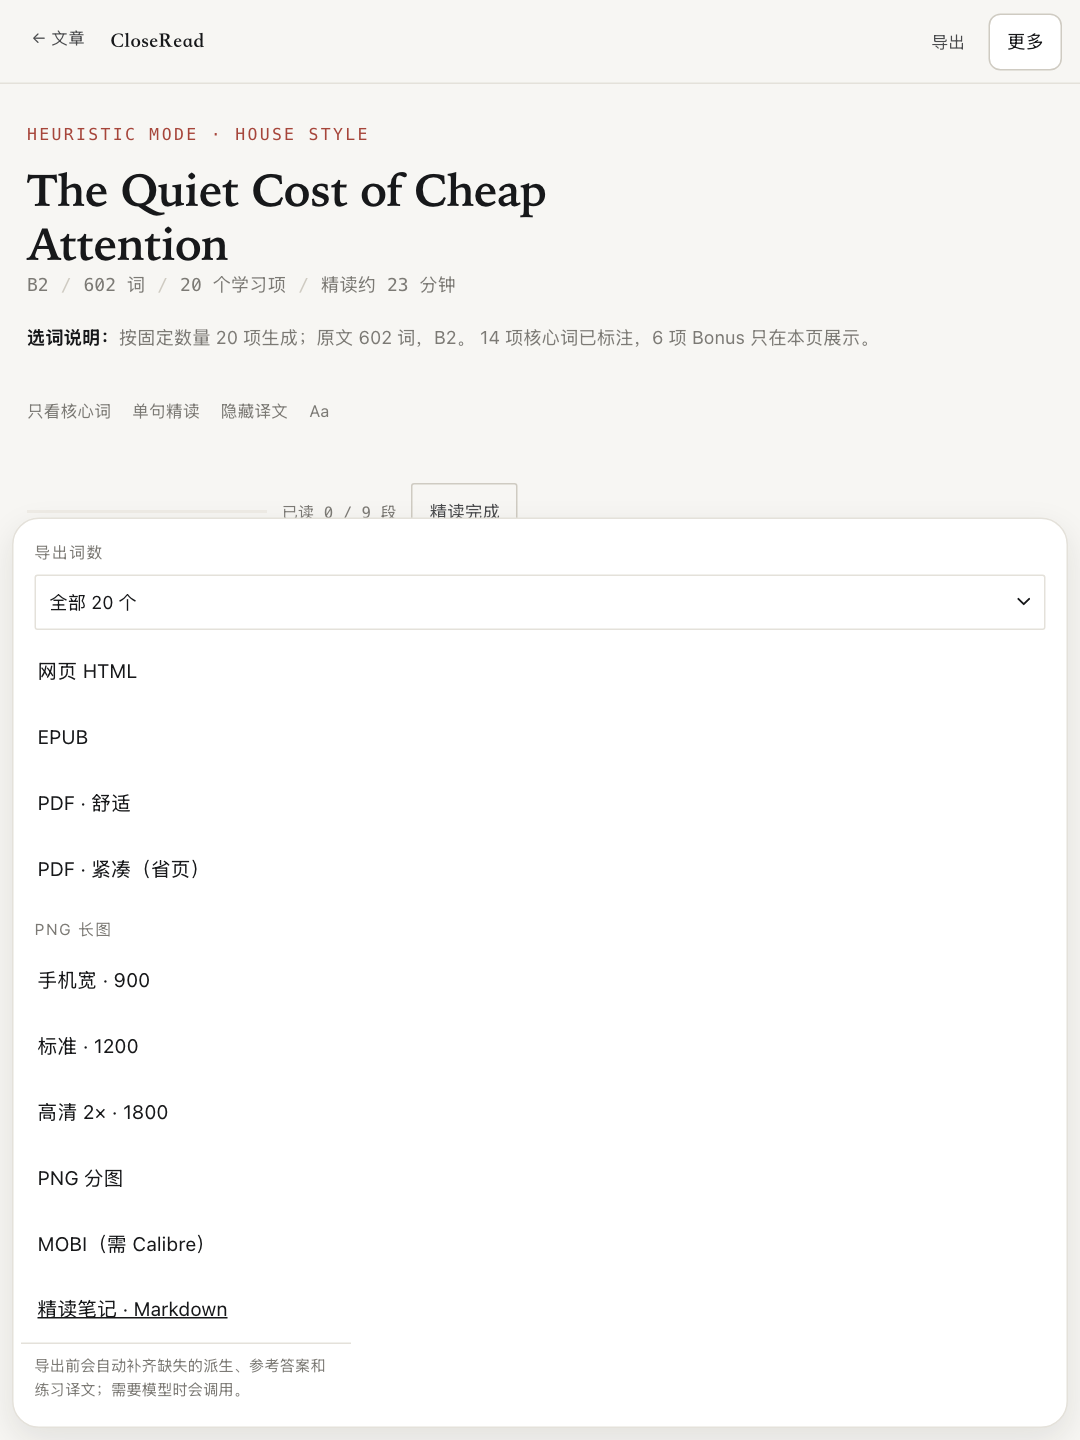 ← 文章 CloseRead 导出 更多
HEURISTIC MODE · HOUSE STYLE
The Quiet Cost of Cheap
Attention
B2 / 602 词 / 20 个学习项 / 精读约 23 分钟
选词说明：按固定数量 20 项生成；原文 602 词，B2。 14 项核心词已标注，6 项 Bonus 只在本页展示。
只看核心词 单句精读 隐藏译文 Aa
已读 0 / 9 段 精读完成
导出词数
全部 20 个
网页 HTML
EPUB
PDF · 舒适
PDF · 紧凑（省页）
PNG 长图
手机宽 · 900
标准 · 1200
高清 2× · 1800
PNG 分图
MOBI（需 Calibre）
精读笔记 · Markdown
导出前会自动补齐缺失的派生、参考答案和
练习译文；需要模型时会调用。